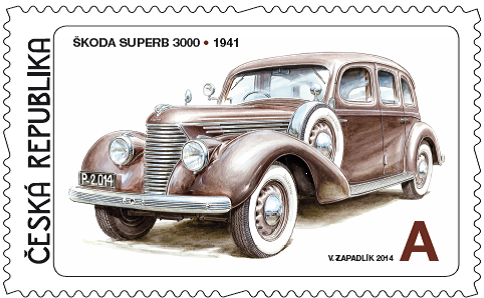 ŠKODA SUPERB 3000 • 1941
ČESKÁ REPUBLIKA
P-2.014
V. ZAPADLÍK 2014
A